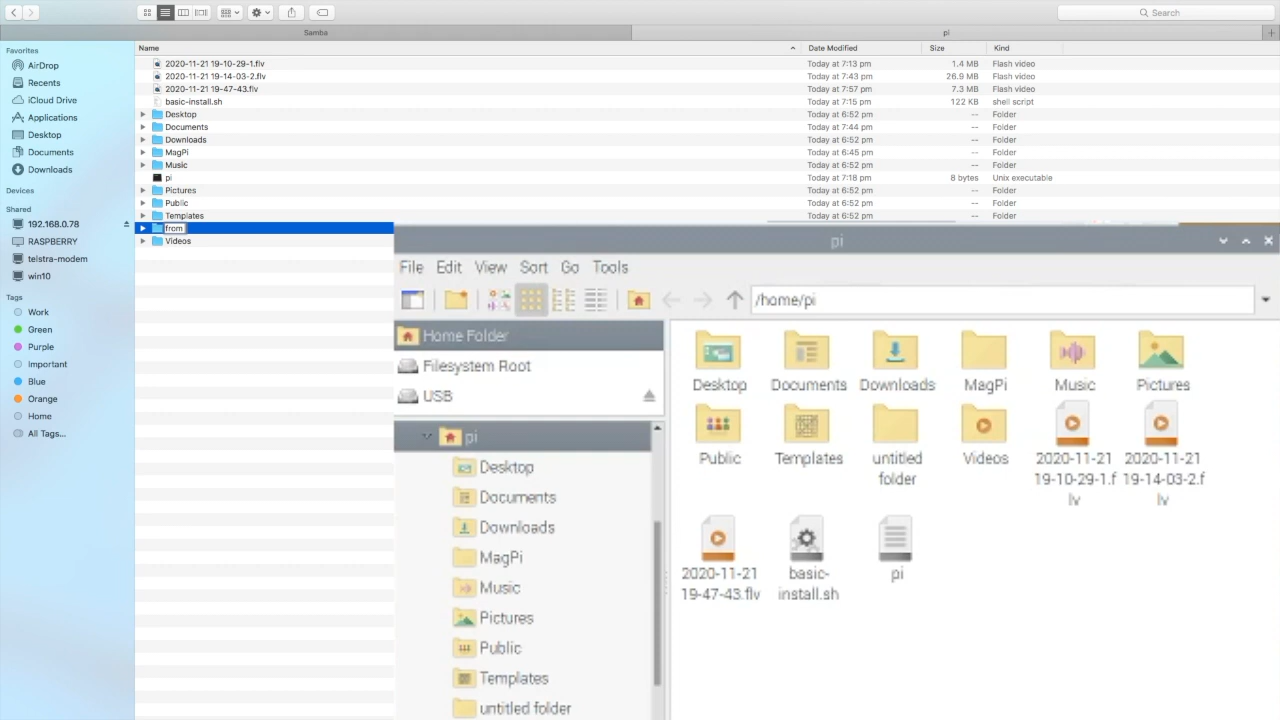 Search
Samba
pi
Favorites
AirDrop
Recents
iCloud Drive
Applications
Desktop
Documents
Downloads
Devices
Shared
192.168.0.78
RASPBERRY
telstra-modem
win10
Tags
Work
Green
Purple
Important
Blue
Orange
Home
All Tags...
Name Date Modified Size Kind
2020-11-21 19-10-29-1.flv Today at 7:13 pm 1.4 MB Flash video
2020-11-21 19-14-03-2.flv Today at 7:43 pm 26.9 MB Flash video
2020-11-21 19-47-43.flv Today at 7:57 pm 7.3 MB Flash video
basic-install.sh Today at 7:15 pm 122 KB shell script
Desktop Today at 6:52 pm -- Folder
Documents Today at 7:44 pm -- Folder
Downloads Today at 6:52 pm -- Folder
MagPi Today at 6:45 pm -- Folder
Music Today at 6:52 pm -- Folder
pi Today at 7:18 pm 8 bytes Unix executable
Pictures Today at 6:52 pm -- Folder
Public Today at 6:52 pm -- Folder
Templates Today at 6:52 pm -- Folder
from
Videos
pi
File Edit View Sort Go Tools
/home/pi
Home Folder
Filesystem Root
USB
pi
Desktop
Documents
Downloads
MagPi
Music
Pictures
Public
Templates
untitled folder
Desktop Documents Downloads MagPi Music Pictures
Public Templates untitled folder Videos 2020-11-21 19-10-29-1.flv 2020-11-21 19-14-03-2.flv
2020-11-21 19-47-43.flv basic-install.sh pi